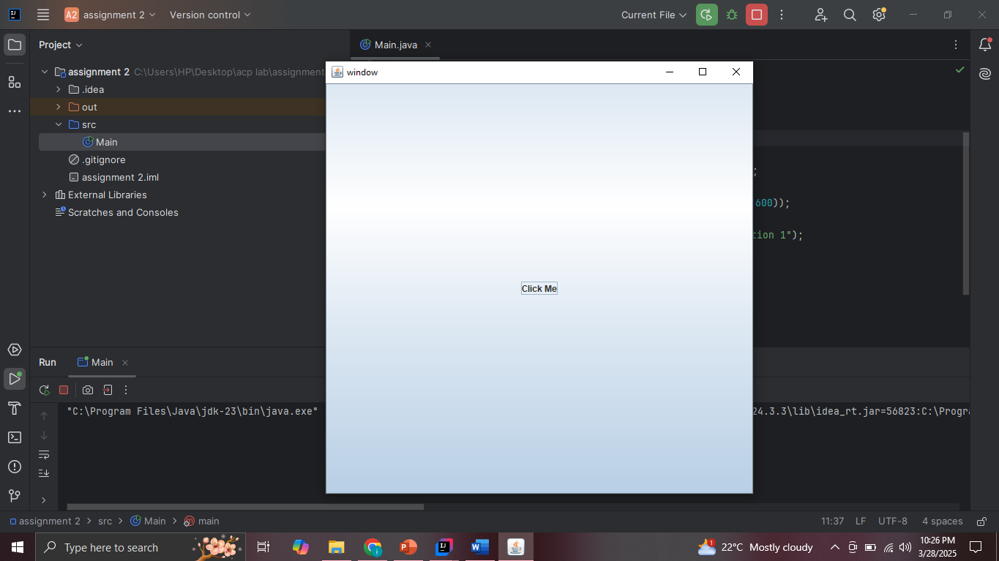 A2 assignment 2 Version control Current File
Project
Main.java
assignment 2 C:\Users\HP\Desktop\acp lab\assignment
.idea
out
src
Main
.gitignore
assignment 2.iml
External Libraries
Scratches and Consoles
window
Click Me
;
600));
tion 1");
Run Main
"C:\Program Files\Java\jdk-23\bin\java.exe" 24.3.3\lib\idea_rt.jar=56823:C:\Progra
assignment 2 > src > Main > main 11:37 LF UTF-8 4 spaces
Type here to search 22°C Mostly cloudy 10:26 PM
3/28/2025